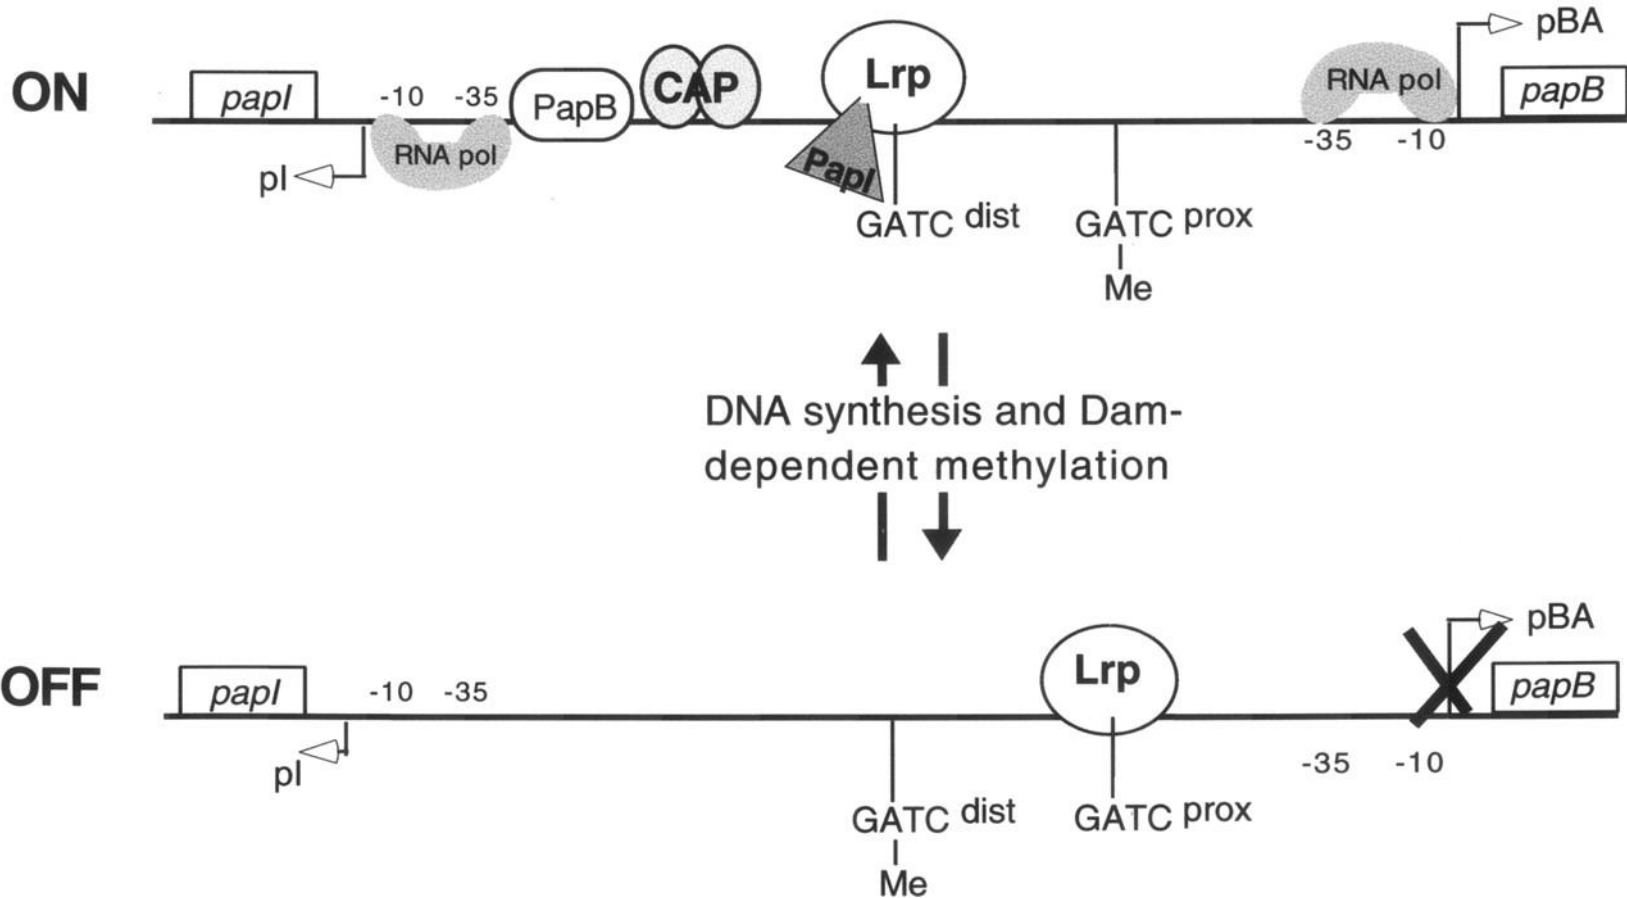 pBA
ON
papI
-10 -35
PapB
CAP
Lrp
RNA pol
papB
RNA pol
-35 -10
pI
PapI
GATC dist
GATC prox
Me
DNA synthesis and Dam-
dependent methylation
pBA
OFF
papI
-10 -35
Lrp
papB
pI
-35 -10
GATC dist
GATC prox
Me